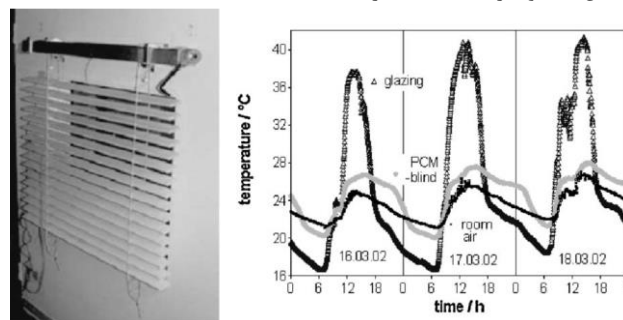 temperature / °C
40
36
32
28
24
20
16
glazing
PCM
-blind
room
air
16.03.02
17.03.02
18.03.02
0 6 12 18 0 6 12 18 0 6 12 18
time / h